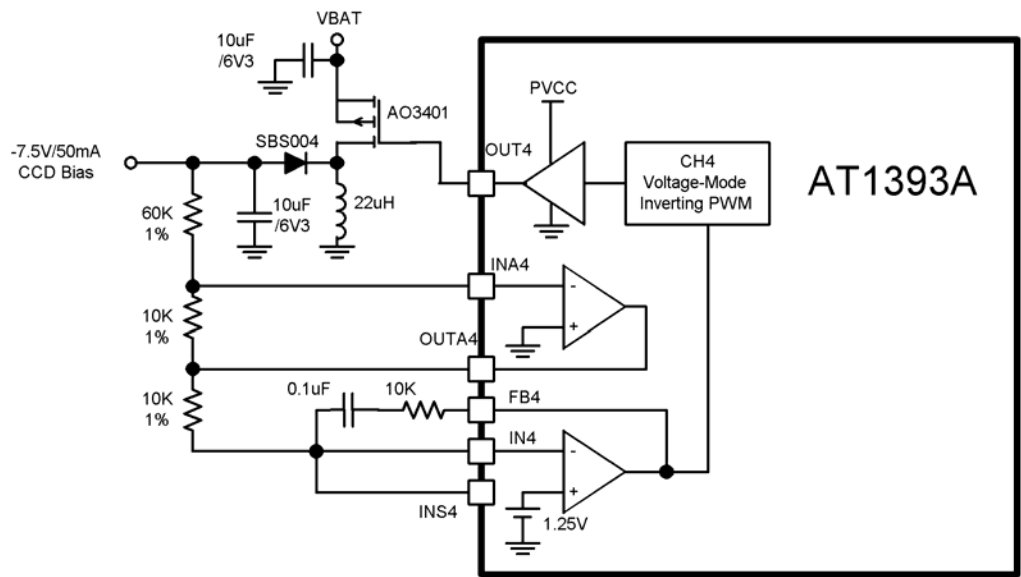 VBAT
10uF
/6V3
AO3401
PVCC
-7.5V/50mA
CCD Bias
SBS004
OUT4
CH4
Voltage-Mode
Inverting PWM
AT1393A
60K
1%
10uF
/6V3
22uH
INA4
-
+
10K
1%
OUTA4
10K
1%
0.1uF
10K
FB4
IN4
-
+
INS4
1.25V